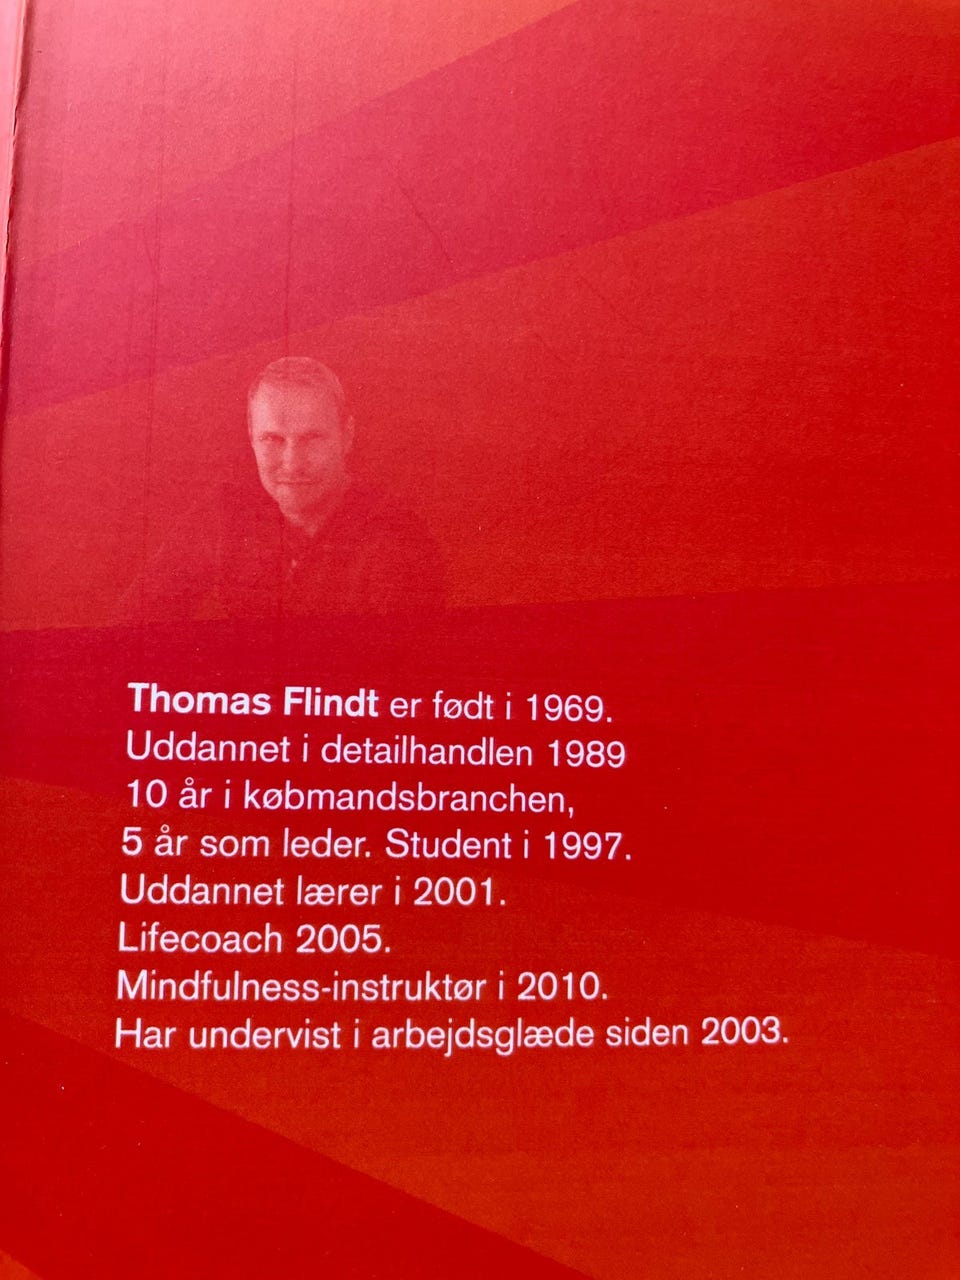 Thomas Flindt er født i 1969.
Uddannet i detailhandlen 1989
10 år i købmandsbranchen,
5 år som leder. Student i 1997.
Uddannet lærer i 2001.
Lifecoach 2005.
Mindfulness-instruktør i 2010.
Har undervist i arbejdsglæde siden 2003.